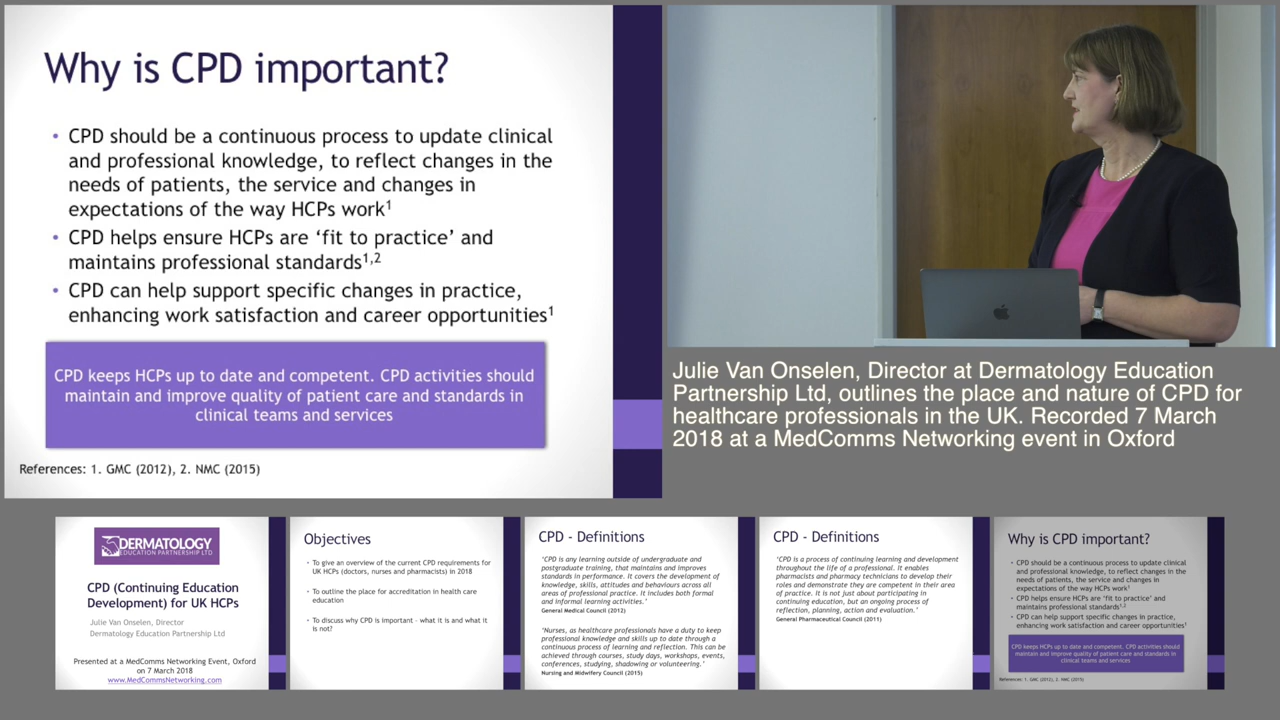 Why is CPD important?
• CPD should be a continuous process to update clinical
and professional knowledge, to reflect changes in the
needs of patients, the service and changes in
expectations of the way HCPs work1
• CPD helps ensure HCPs are ‘fit to practice’ and
maintains professional standards1,2
• CPD can help support specific changes in practice,
enhancing work satisfaction and career opportunities1
CPD keeps HCPs up to date and competent. CPD activities should
maintain and improve quality of patient care and standards in
clinical teams and services
References: 1. GMC (2012), 2. NMC (2015)
Julie Van Onselen, Director at Dermatology Education
Partnership Ltd, outlines the place and nature of CPD for
healthcare professionals in the UK. Recorded 7 March
2018 at a MedComms Networking event in Oxford
DERMATOLOGY
EDUCATION PARTNERSHIP LTD
CPD (Continuing Education
Development) for UK HCPs
Julie Van Onselen, Director
Dermatology Education Partnership Ltd
Presented at a MedComms Networking Event, Oxford
on 7 March 2018
www.MedCommsNetworking.com
Objectives
• To give an overview of the current CPD requirements for
UK HCPs (doctors, nurses and pharmacists) in 2018
• To outline the place for accreditation in health care
education
• To discuss why CPD is important – what it is and what it
is not?
CPD - Definitions
‘CPD is any learning outside of undergraduate and
postgraduate training, that maintains and improves
standards in performance. It covers the development of
knowledge, skills, attitudes and behaviours across all
areas of professional practice. It includes both formal
and informal learning activities.’
General Medical Council (2012)
‘Nurses, as healthcare professionals have a duty to keep
professional knowledge and skills up to date through a
continuous process of learning and reflection. This can be
achieved through courses, study days, workshops, events,
conferences, studying, shadowing or volunteering.’
Nursing and Midwifery Council (2015)
CPD - Definitions
‘CPD is a process of continuing learning and development
throughout the life of a professional. It enables
pharmacists and pharmacy technicians to develop their
roles and demonstrate they are competent in their area
of practice. It is not just about participating in
continuing education, but an ongoing process of
reflection, planning, action and evaluation.’
General Pharmaceutical Council (2011)
Why is CPD important?
• CPD should be a continuous process to update clinical
and professional knowledge, to reflect changes in the
needs of patients, the service and changes in
expectations of the way HCPs work1
• CPD helps ensure HCPs are ‘fit to practice’ and
maintains professional standards1,2
• CPD can help support specific changes in practice,
enhancing work satisfaction and career opportunities1
CPD keeps HCPs up to date and competent. CPD activities should
maintain and improve quality of patient care and standards in
clinical teams and services
References: 1. GMC (2012), 2. NMC (2015)